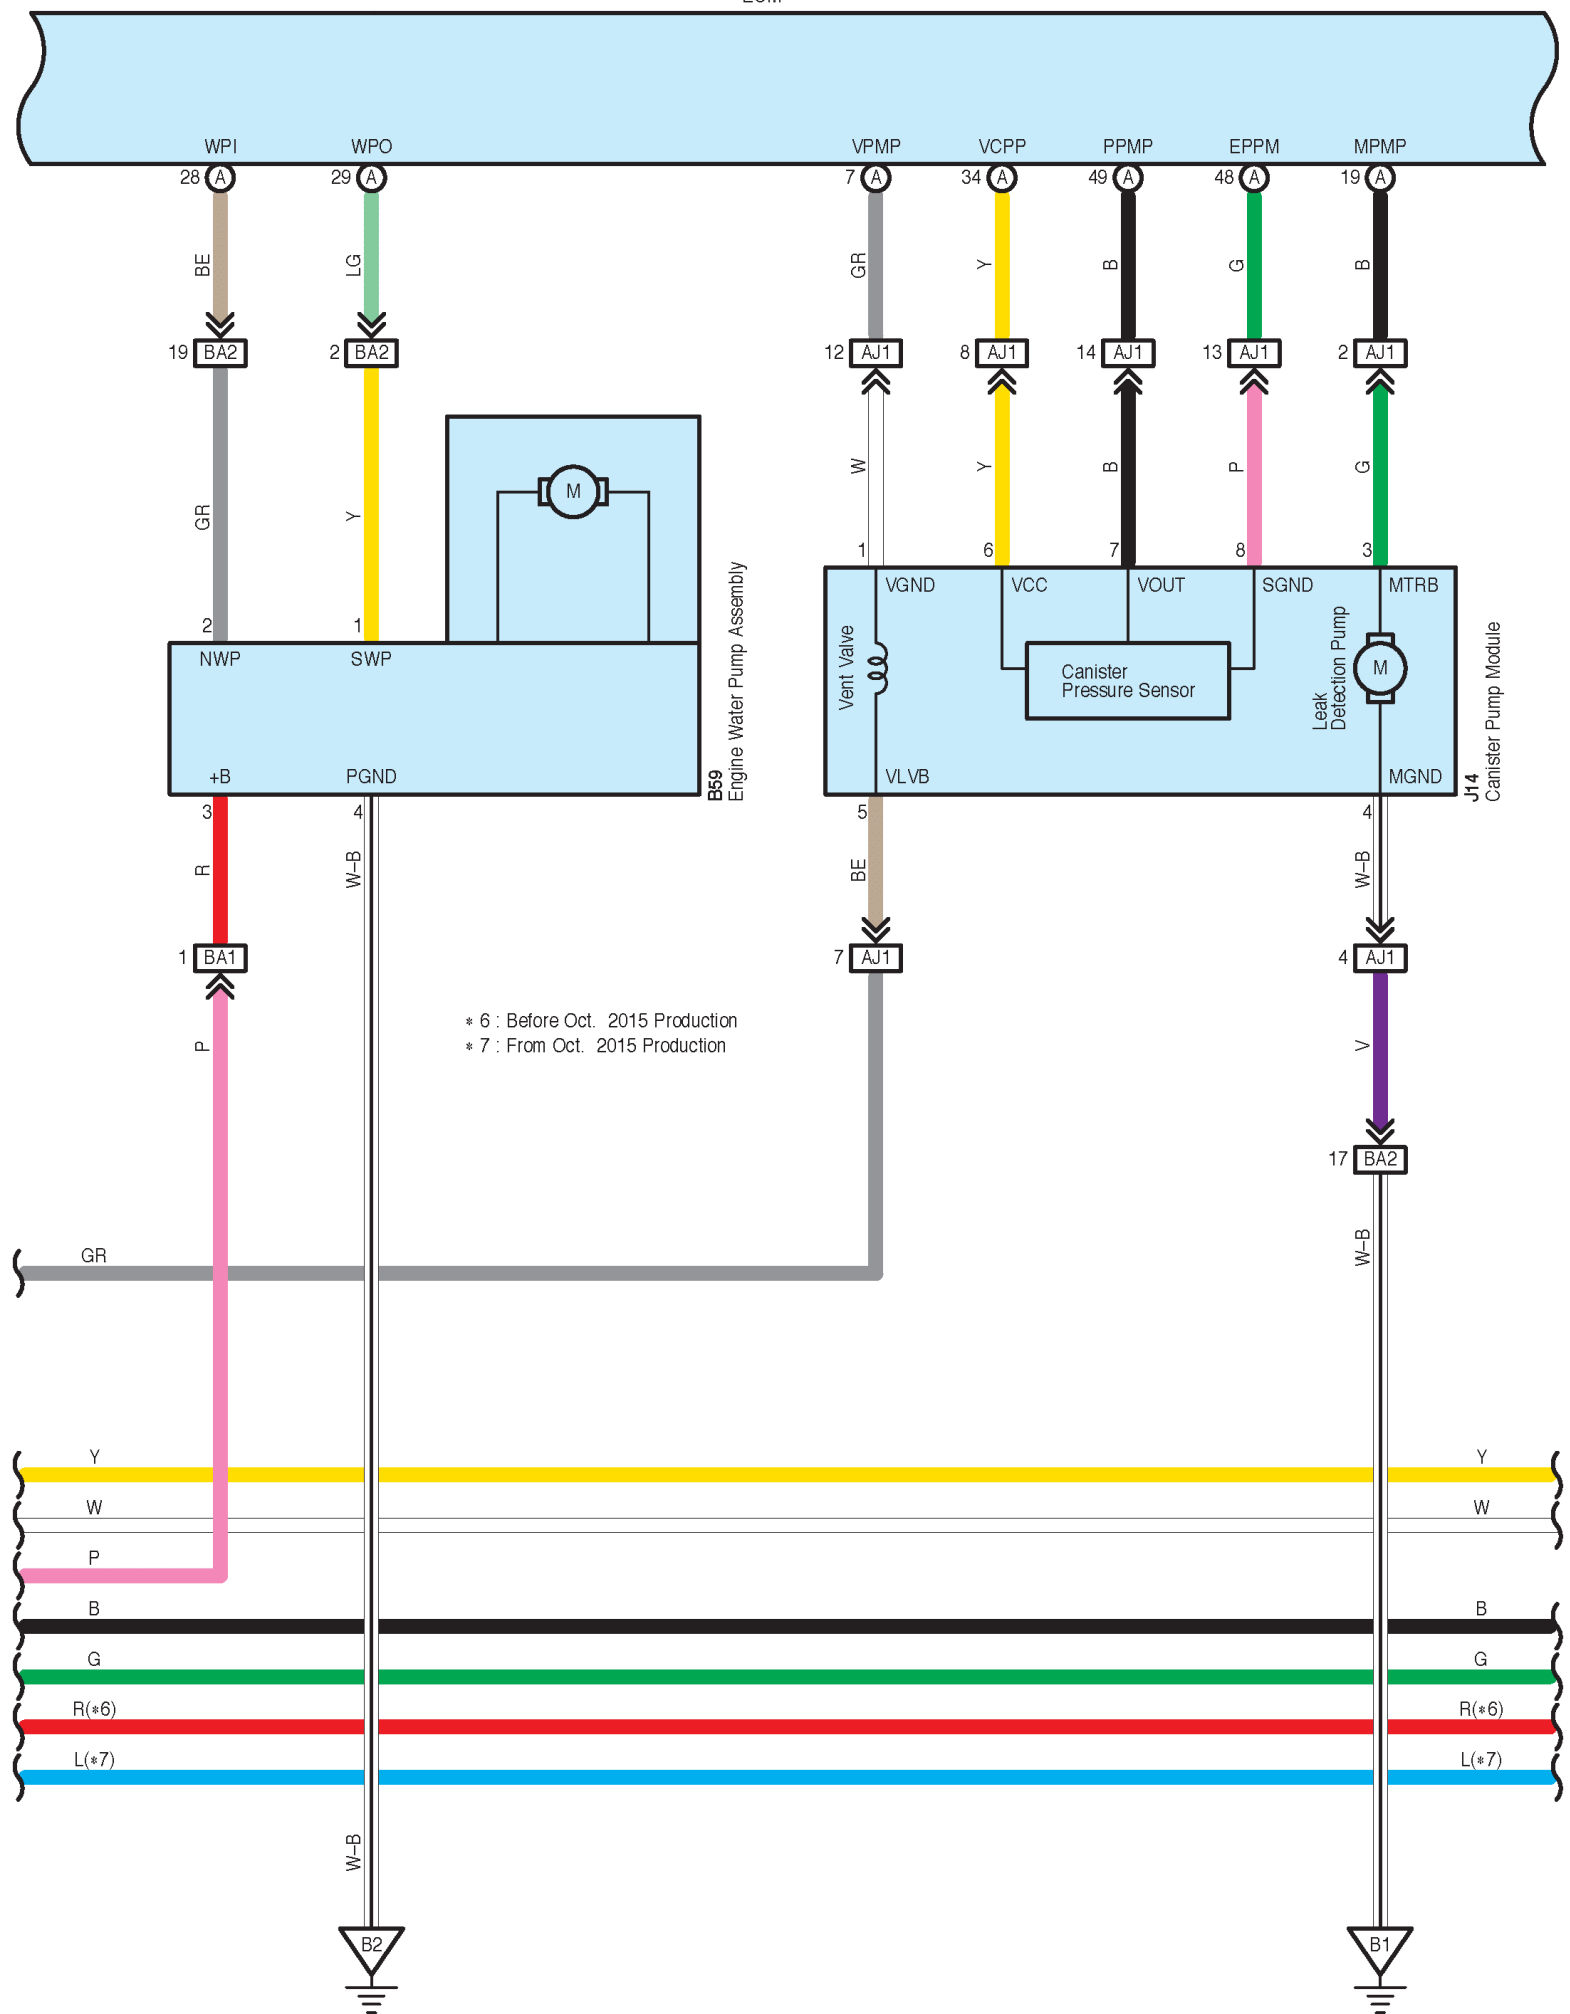 WPI WPO VPMP VCPP PPMP EPPM MPMP
28 A 29 A 7 A 34 A 49 A 48 A 19 A
BE LG GR Y B G B
19 BA2 2 BA2 12 AJ1 8 AJ1 14 AJ1 13 AJ1 2 AJ1
W Y B P G
M
GR Y
1 6 7 8 3
VGND VCC VOUT SGND MTRB
2 1
NWP SWP
Engine Water Pump Assembly
B59
Vent Valve
Canister
Pressure Sensor
Leak
Detection Pump
M
Canister Pump Module
J14
+B PGND VLVB MGND
3 4 5 4
R W–B BE W–B
1 BA1 7 AJ1 4 AJ1
* 6 : Before Oct. 2015 Production
* 7 : From Oct. 2015 Production
P V
17 BA2
GR W–B
Y Y
W W
P
B B
G G
R(*6) R(*6)
L(*7) L(*7)
W–B
B2 B1